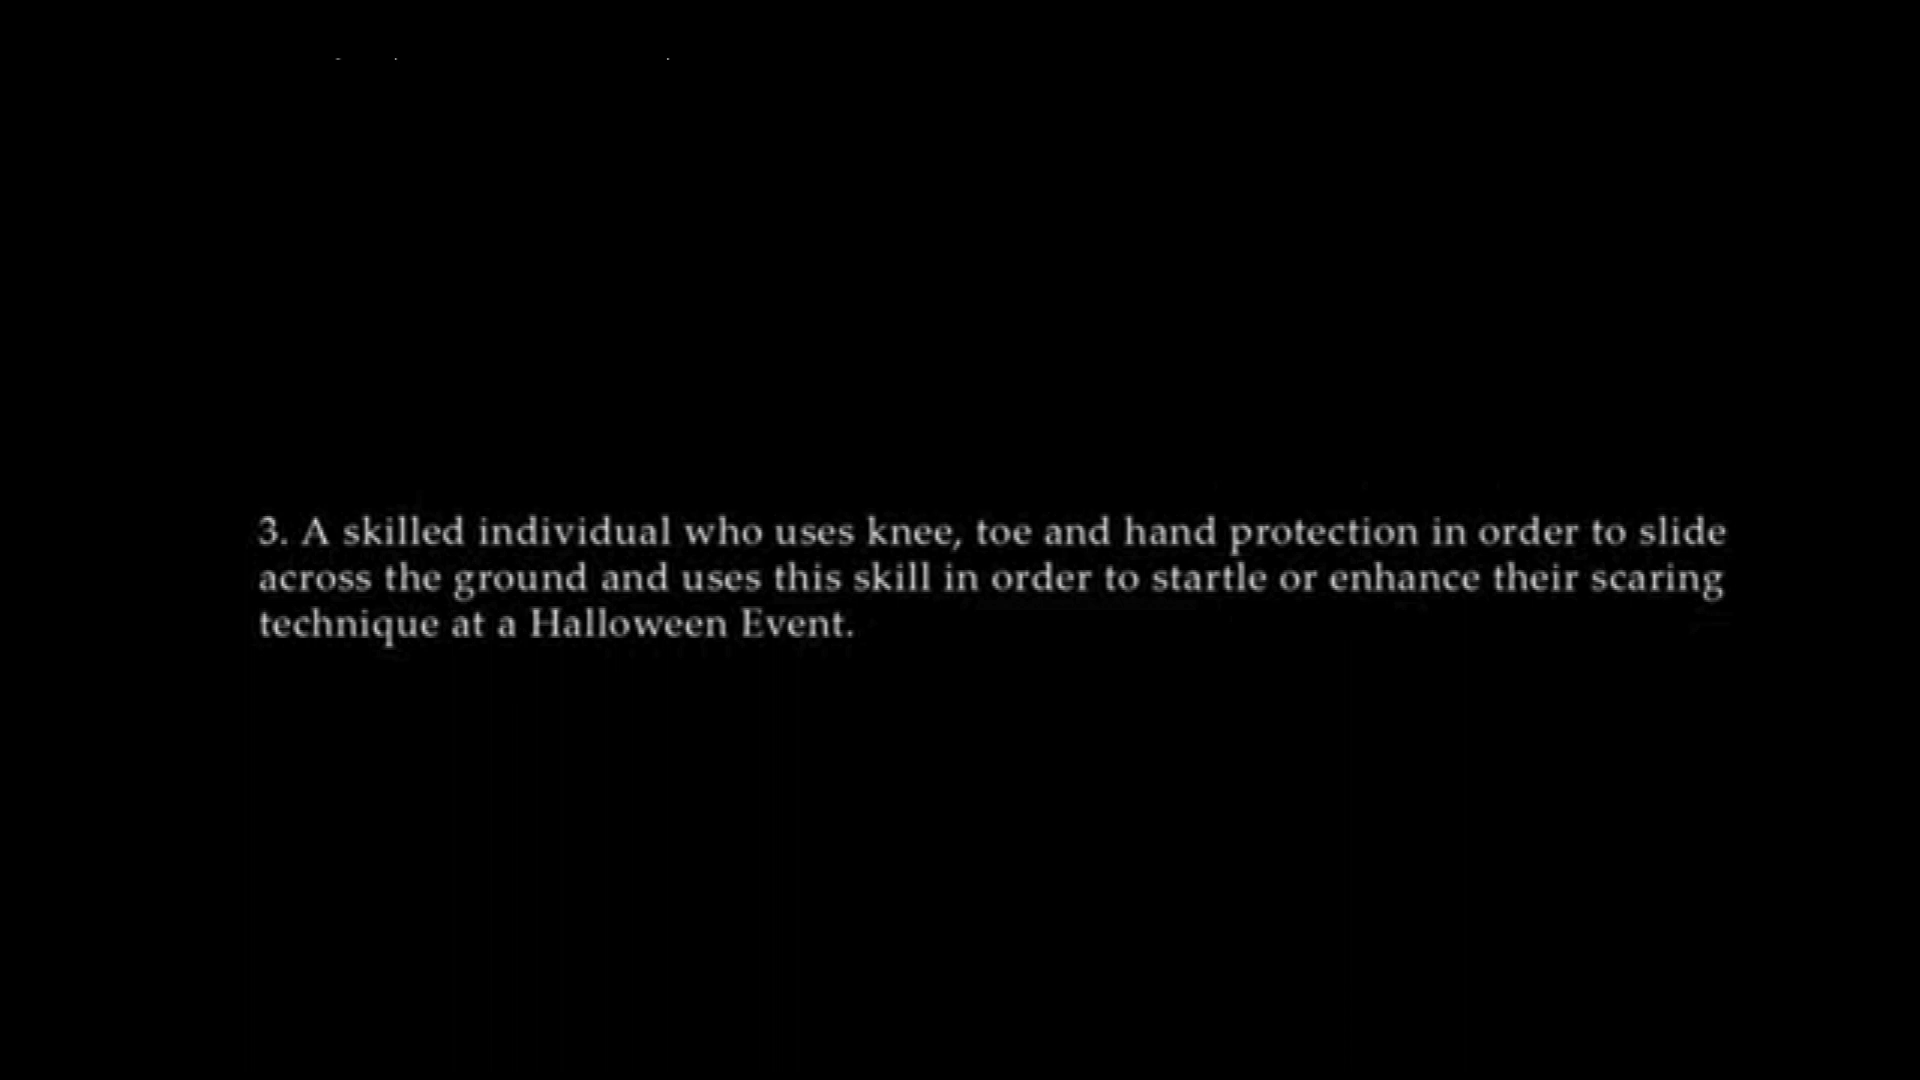 3. A skilled individual who uses knee, toe and hand protection in order to slide
across the ground and uses this skill in order to startle or enhance their scaring
technique at a Halloween Event.